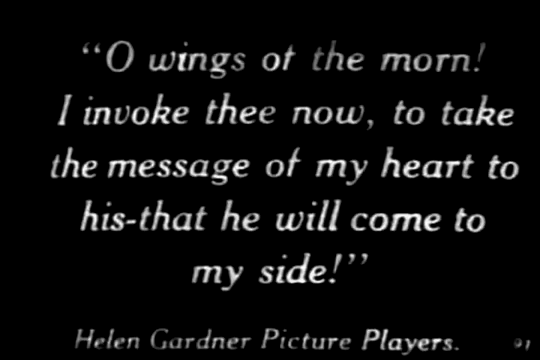 “O wings of the morn!
I invoke thee now, to take
the message of my heart to
his-that he will come to
my side!”
Helen Gardner Picture Players.
91